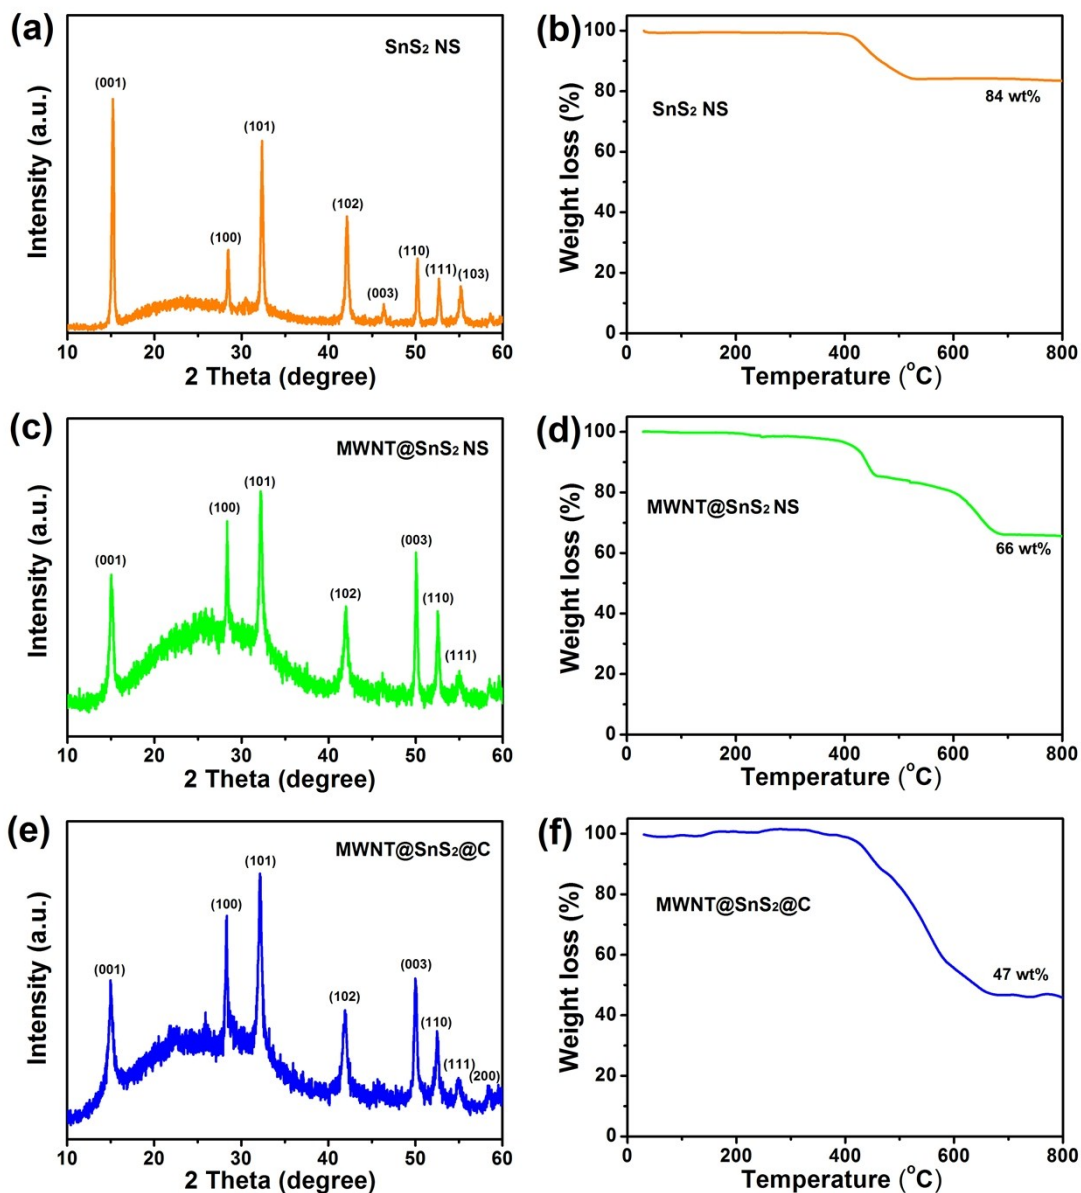 (a)
SnS₂ NS
(001)
(100)
(101)
(102)
(003)
(110)
(111)
(103)
Intensity (a.u.)
10 20 30 40 50 60
2 Theta (degree)
(b)
100
80
60
40
20
0
SnS₂ NS
84 wt%
Weight loss (%)
0 200 400 600 800
Temperature (°C)
(c)
MWNT@SnS₂ NS
(001)
(100)
(101)
(102)
(003)
(110)
(111)
Intensity (a.u.)
10 20 30 40 50 60
2 Theta (degree)
(d)
100
80
60
40
20
0
MWNT@SnS₂ NS
66 wt%
Weight loss (%)
0 200 400 600 800
Temperature (°C)
(e)
MWNT@SnS₂@C
(001)
(100)
(101)
(102)
(003)
(110)
(111)
(200)
Intensity (a.u.)
10 20 30 40 50 60
2 Theta (degree)
(f)
100
80
60
40
20
0
MWNT@SnS₂@C
47 wt%
Weight loss (%)
0 200 400 600 800
Temperature (°C)